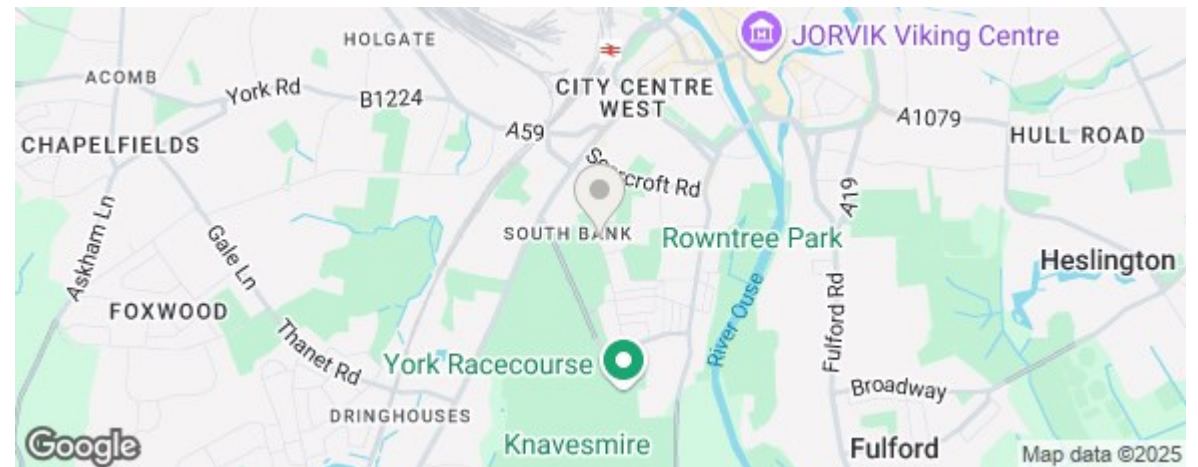 HOLGATE
JORVIK Viking Centre
ACOMB
York Rd
B1224
CITY CENTRE
WEST
A59
A1079
HULL ROAD
CHAPELFIELDS
Scarcroft Rd
A19
SOUTH BANK
Rowntree Park
Askham Ln
Gale Ln
Heslington
FOXWOOD
River Ouse
Fulford Rd
Thanet Rd
York Racecourse
Broadway
DRINGHOUSES
Knavesmire
Fulford
Google
Map data ©2025